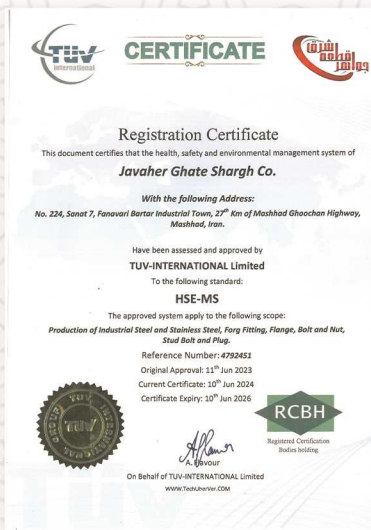 TÜV
International
CERTIFICATE
جواهر
قطعه
شرق
Registration Certificate
This document certifies that the health, safety and environmental management system of
Javaher Ghate Shargh Co.
With the following Address:
No. 224, Sanat 7, Fanavari Bartar Industrial Town, 27th Km of Mashhad Ghoochan Highway,
Mashhad, Iran.
Have been assessed and approved by
TUV-INTERNATIONAL Limited
To the following standard:
HSE-MS
The approved system apply to the following scope:
Production of Industrial Steel and Stainless Steel, Forg Fitting, Flange, Bolt and Nut,
Stud Bolt and Plug.
Reference Number: 4792451
Original Approval: 11th Jun 2023
Current Certificate: 10th Jun 2024
Certificate Expiry: 10th Jun 2026
TUV
RCBH
Registered Certification
Bodies holding
A. Davour
On Behalf of TUV-INTERNATIONAL Limited
WWW.TechUherVer.COM